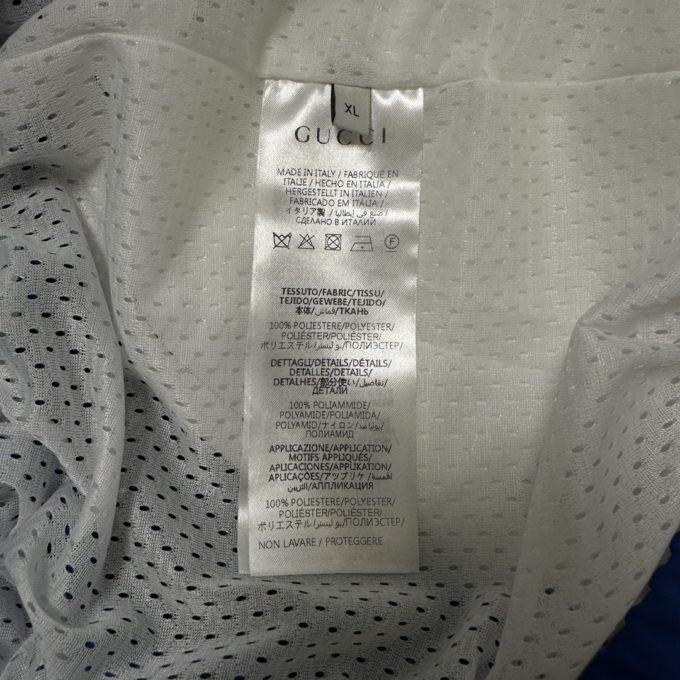 XL
GUCCI
MADE IN ITALY / FABRIQUÉ EN
ITALIE / HECHO EN ITALIA /
HERGESTELLT IN ITALIEN /
FABRICADO EM ITÁLIA /
イタリア製 / صنع في إيطاليا /
СДЕЛАНО В ИТАЛИИ
F
TESSUTO/FABRIC/TISSU/
TEJIDO/GEWEBE/TEJIDO/
本体/قماش/ТКАНЬ
100% POLIESTERE/POLYESTER/
POLIÉSTER/POLIÉSTER/
ポリエステル/بوليستر/ПОЛИЭСТЕР
DETTAGLI/DETAILS/DÉTAILS/
DETALLES/DETAILS/
DETALHES/部分使い/تفاصيل/
ДЕТАЛИ
100% POLIAMMIDE/
POLYAMIDE/POLIAMIDA/
POLYAMID/ナイロン/بولياميد/
ПОЛИАМИД
APPLICAZIONE/APPLICATION/
MOTIFS APPLIQUÉS/
APLICACIONES/APPLIKATION/
APLICAÇÕES/アップリケ/قصة
التزيين/АППЛИКАЦИЯ
100% POLIESTERE/POLYESTER/
POLIÉSTER/POLIÉSTER/
ポリエステル/بوليستر/ПОЛИЭСТЕР
NON LAVARE / PROTEGGERE